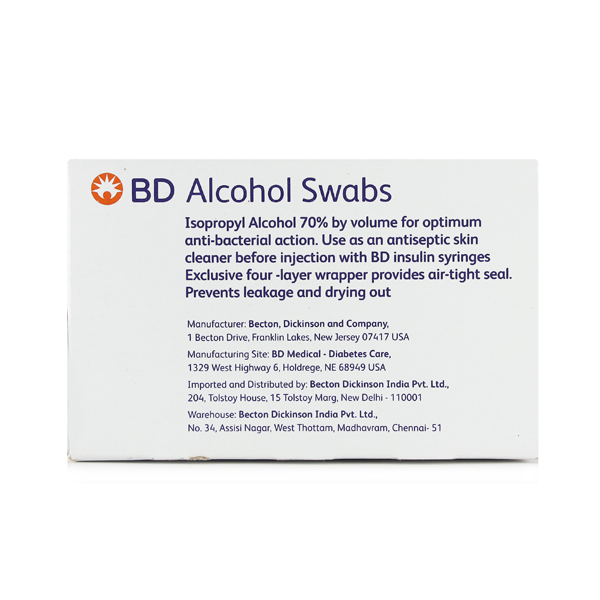 BD Alcohol Swabs
Isopropyl Alcohol 70% by volume for optimum
anti-bacterial action. Use as an antiseptic skin
cleaner before injection with BD insulin syringes
Exclusive four -layer wrapper provides air-tight seal.
Prevents leakage and drying out
Manufacturer: Becton, Dickinson and Company,
1 Becton Drive, Franklin Lakes, New Jersey 07417 USA
Manufacturing Site: BD Medical - Diabetes Care,
1329 West Highway 6, Holdrege, NE 68949 USA
Imported and Distributed by: Becton Dickinson India Pvt. Ltd.,
204, Tolstoy House, 15 Tolstoy Marg, New Delhi - 110001
Warehouse: Becton Dickinson India Pvt. Ltd.,
No. 34, Assisi Nagar, West Thottam, Madhavram, Chennai- 51